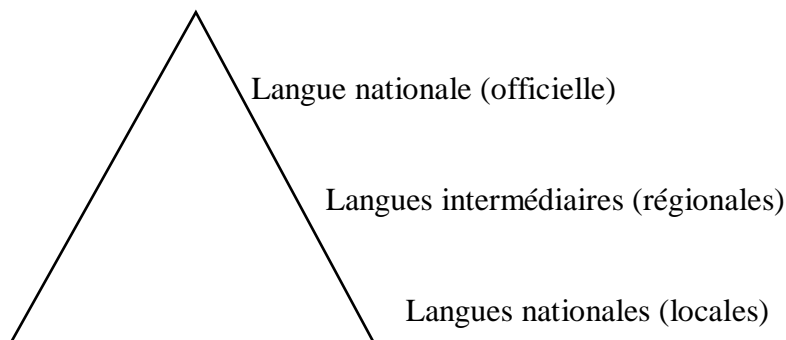 Langue nationale (officielle)
Langues intermédiaires (régionales)
Langues nationales (locales)